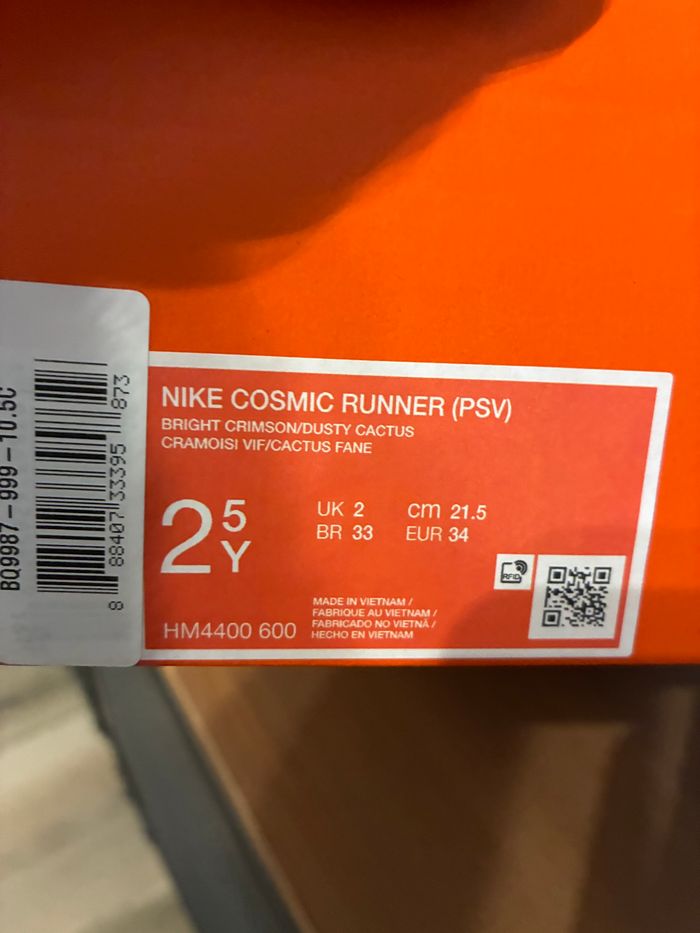 BQ9987-999-10.5C
8 88407 33395 873
NIKE COSMIC RUNNER (PSV)
BRIGHT CRIMSON/DUSTY CACTUS
CRAMOISI VIF/CACTUS FANE
2 5Y
UK 2 cm 21.5
BR 33 EUR 34
RFID
MADE IN VIETNAM /
FABRIQUE AU VIETNAM /
FABRICADO NO VIETNÃ /
HECHO EN VIETNAM
HM4400 600